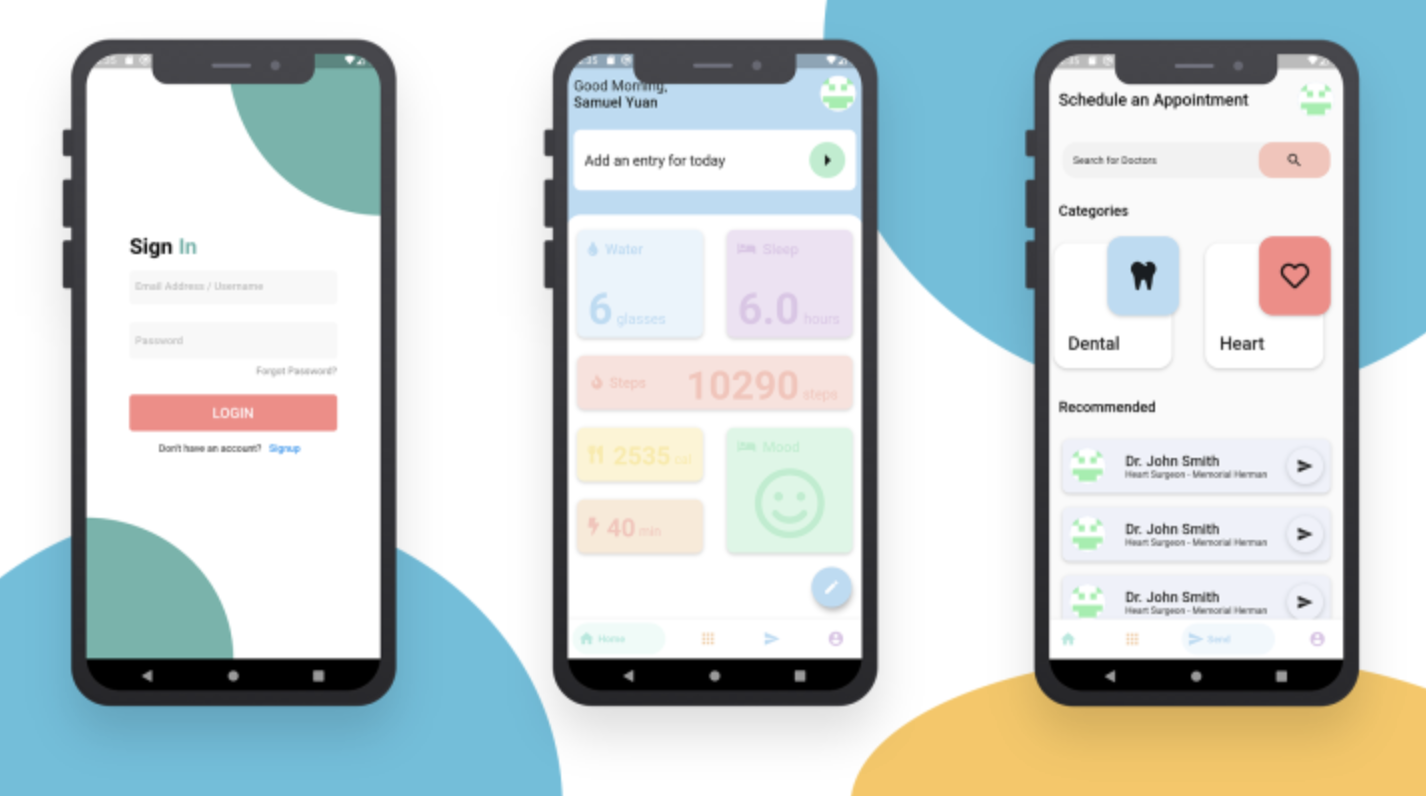 Sign In
Email Address / Username
Password
Forgot Password?
LOGIN
Don't have an account? Signup
Good Morning,
Samuel Yuan
Add an entry for today
Water
6 glasses
Sleep
6.0 hours
Steps 10290 steps
2535 cal
Mood
40 min
Home
Schedule an Appointment
Search for Doctors
Categories
Dental
Heart
Recommended
Dr. John Smith
Heart Surgeon - Memorial Herman
Dr. John Smith
Heart Surgeon - Memorial Herman
Dr. John Smith
Heart Surgeon - Memorial Herman
Send